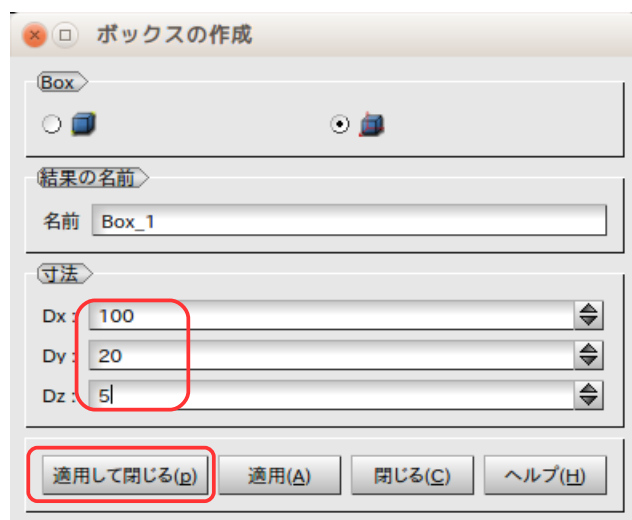 ボックスの作成
Box
結果の名前
名前 Box_1
寸法
Dx : 100
Dy : 20
Dz : 5
適用して閉じる(p) 適用(A) 閉じる(C) ヘルプ(H)